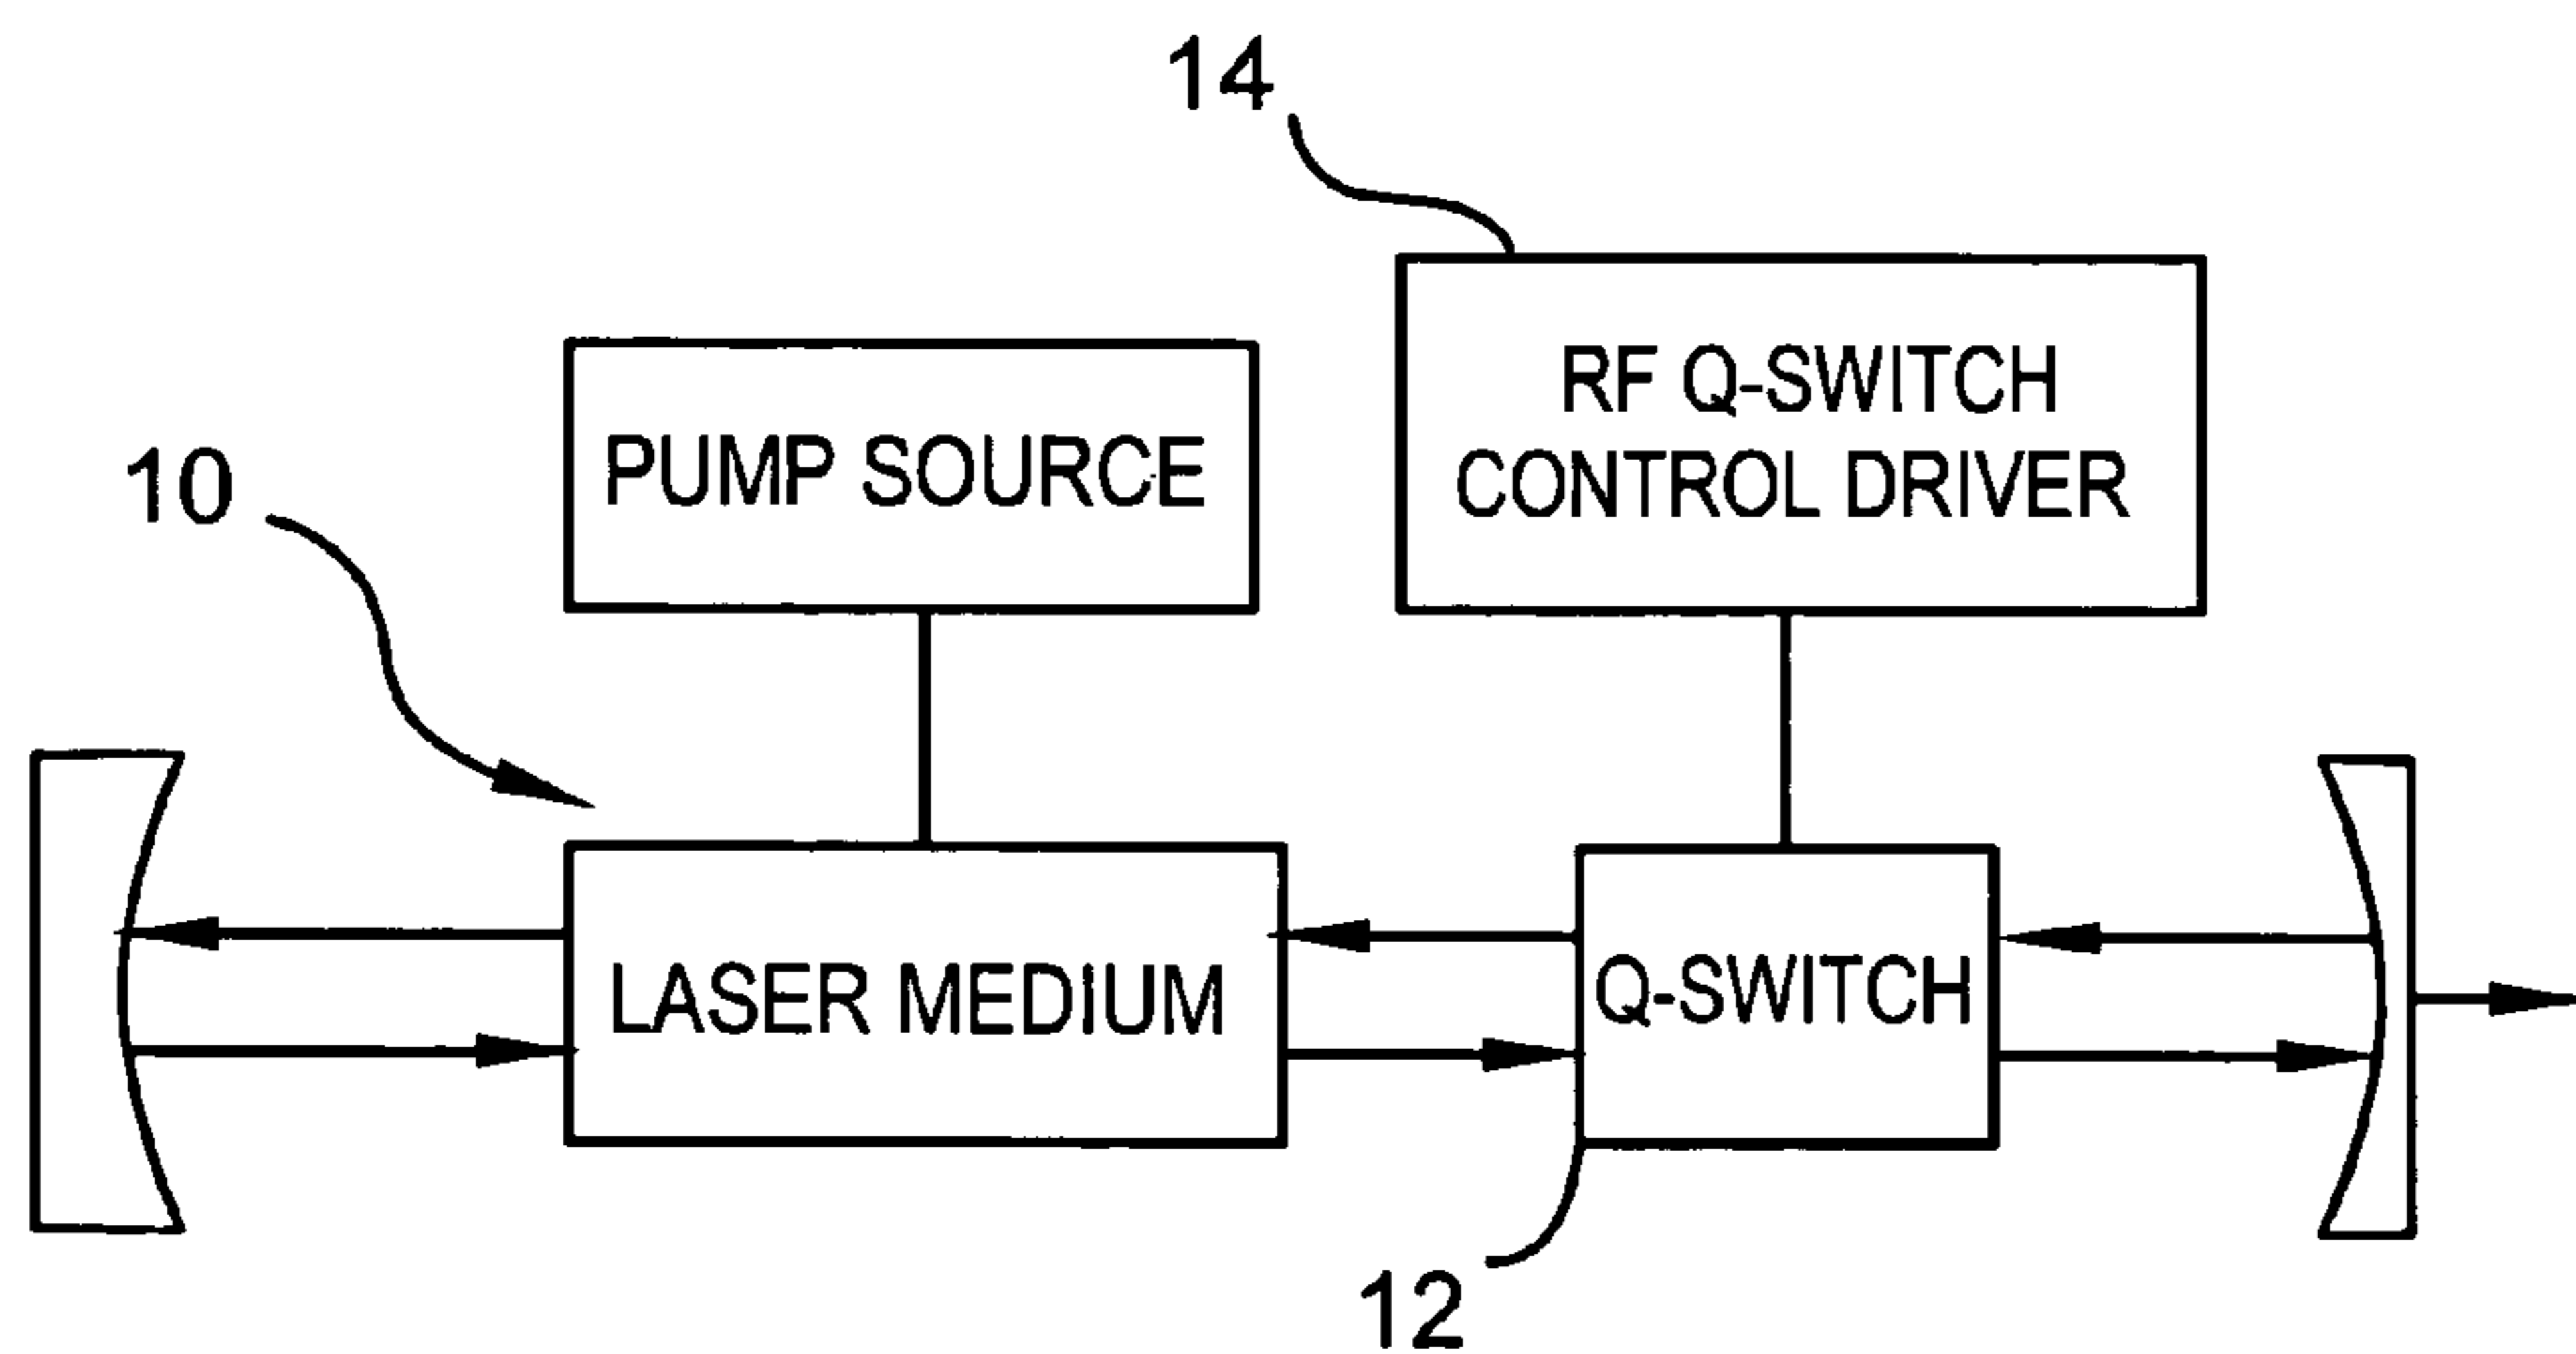 14
RF Q-SWITCH
CONTROL DRIVER
PUMP SOURCE
10
LASER MEDIUM
Q-SWITCH
12